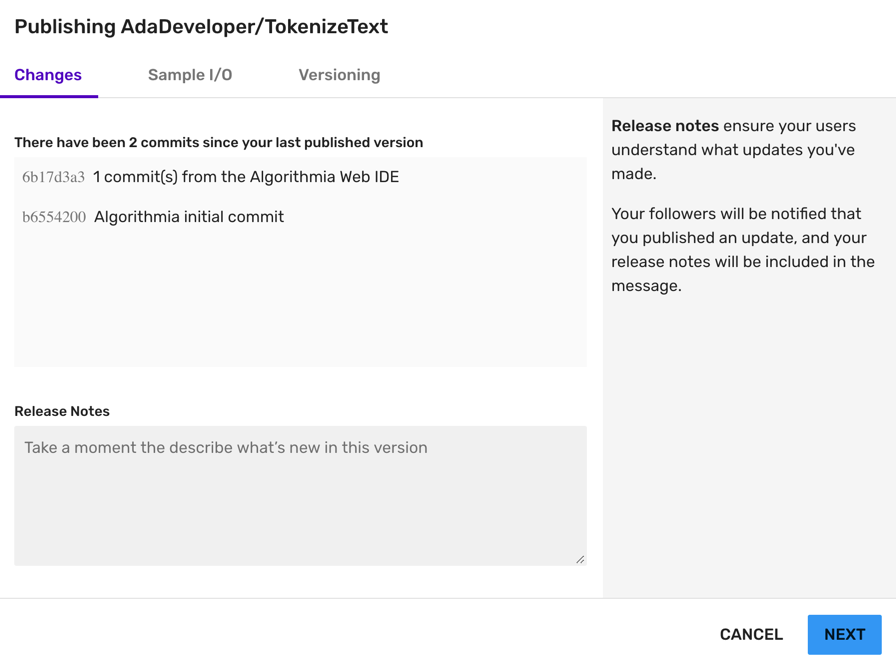 Publishing AdaDeveloper/TokenizeText
Changes
Sample I/O
Versioning
There have been 2 commits since your last published version
6b17d3a3 1 commit(s) from the Algorithmia Web IDE
b6554200 Algorithmia initial commit
Release Notes
Take a moment the describe what's new in this version
Release notes ensure your users
understand what updates you've
made.
Your followers will be notified that
you published an update, and your
release notes will be included in the
message.
CANCEL
NEXT